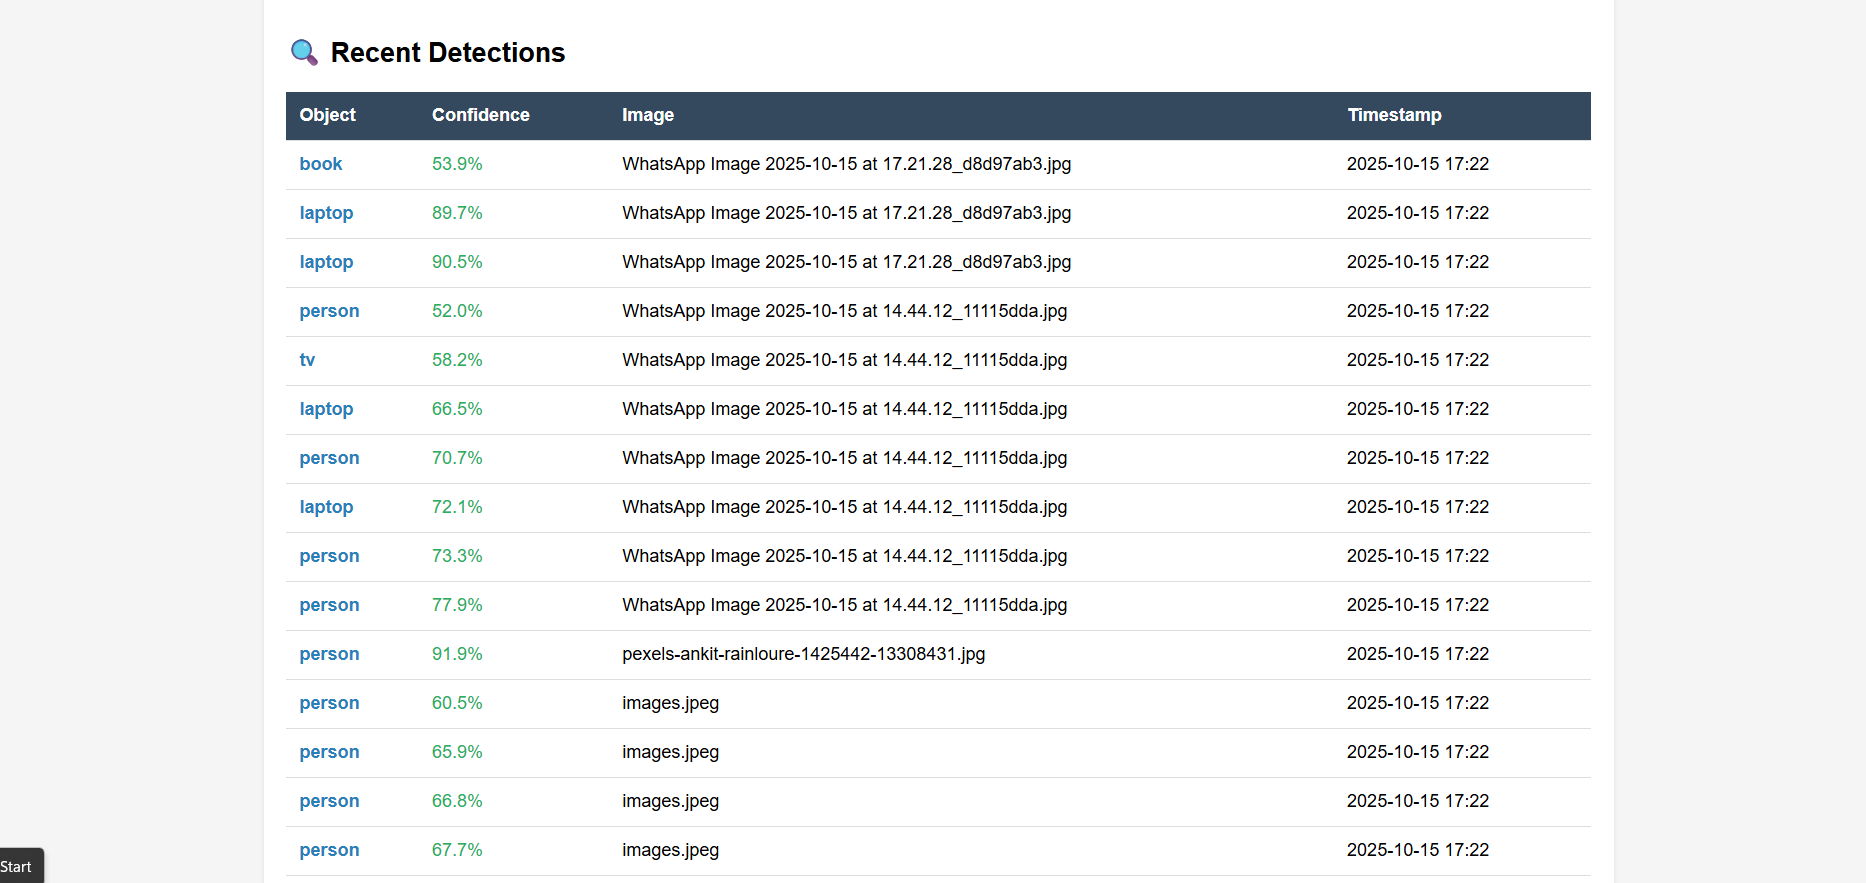 Recent Detections
Object Confidence Image Timestamp
book 53.9% WhatsApp Image 2025-10-15 at 17.21.28_d8d97ab3.jpg 2025-10-15 17:22
laptop 89.7% WhatsApp Image 2025-10-15 at 17.21.28_d8d97ab3.jpg 2025-10-15 17:22
laptop 90.5% WhatsApp Image 2025-10-15 at 17.21.28_d8d97ab3.jpg 2025-10-15 17:22
person 52.0% WhatsApp Image 2025-10-15 at 14.44.12_11115dda.jpg 2025-10-15 17:22
tv 58.2% WhatsApp Image 2025-10-15 at 14.44.12_11115dda.jpg 2025-10-15 17:22
laptop 66.5% WhatsApp Image 2025-10-15 at 14.44.12_11115dda.jpg 2025-10-15 17:22
person 70.7% WhatsApp Image 2025-10-15 at 14.44.12_11115dda.jpg 2025-10-15 17:22
laptop 72.1% WhatsApp Image 2025-10-15 at 14.44.12_11115dda.jpg 2025-10-15 17:22
person 73.3% WhatsApp Image 2025-10-15 at 14.44.12_11115dda.jpg 2025-10-15 17:22
person 77.9% WhatsApp Image 2025-10-15 at 14.44.12_11115dda.jpg 2025-10-15 17:22
person 91.9% pexels-ankit-rainloure-1425442-13308431.jpg 2025-10-15 17:22
person 60.5% images.jpeg 2025-10-15 17:22
person 65.9% images.jpeg 2025-10-15 17:22
person 66.8% images.jpeg 2025-10-15 17:22
person 67.7% images.jpeg 2025-10-15 17:22
Start